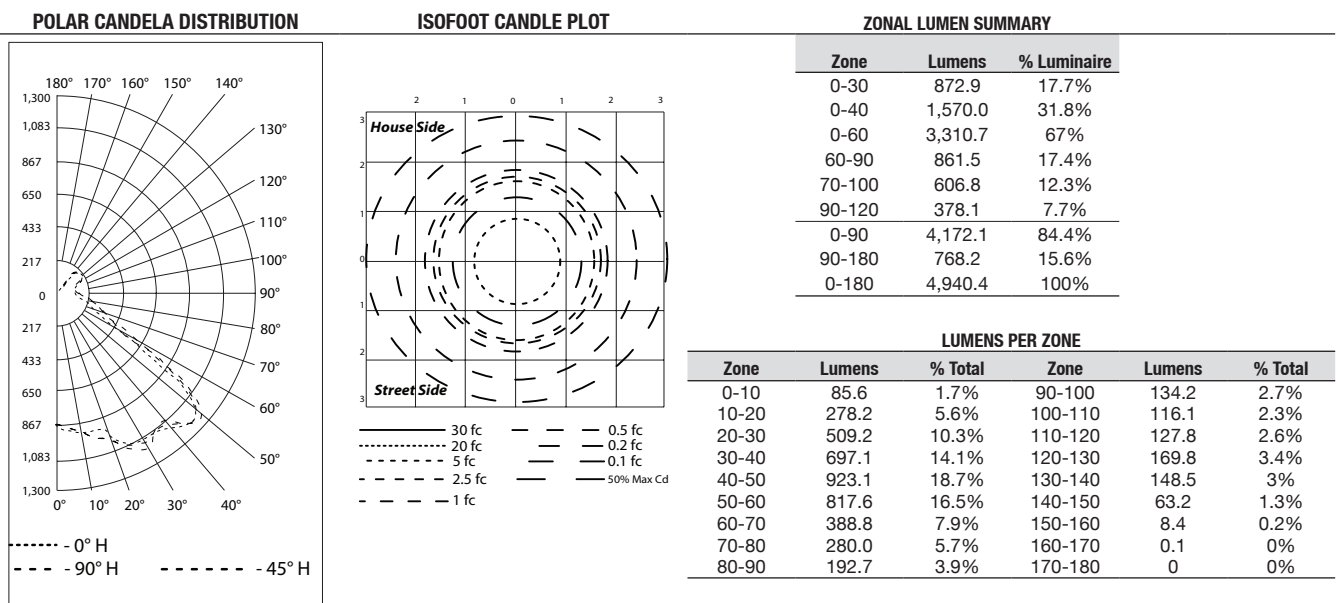 POLAR CANDELA DISTRIBUTION
180° 170° 160° 150° 140°
1,300
1,083
867
650
433
217
0
217
433
650
867
1,083
1,300
130°
120°
110°
100°
90°
80°
70°
60°
50°
0° 10° 20° 30° 40°
- 0° H
- 90° H - 45° H
ISOFOOT CANDLE PLOT
2 1 0 1 2 3
3
House Side
2
1
0
1
2
Street Side
3
30 fc 0.5 fc
20 fc 0.2 fc
5 fc 0.1 fc
2.5 fc 50% Max Cd
1 fc
ZONAL LUMEN SUMMARY
Zone Lumens % Luminaire
0-30 872.9 17.7%
0-40 1,570.0 31.8%
0-60 3,310.7 67%
60-90 861.5 17.4%
70-100 606.8 12.3%
90-120 378.1 7.7%
0-90 4,172.1 84.4%
90-180 768.2 15.6%
0-180 4,940.4 100%
LUMENS PER ZONE
Zone Lumens % Total Zone Lumens % Total
0-10 85.6 1.7% 90-100 134.2 2.7%
10-20 278.2 5.6% 100-110 116.1 2.3%
20-30 509.2 10.3% 110-120 127.8 2.6%
30-40 697.1 14.1% 120-130 169.8 3.4%
40-50 923.1 18.7% 130-140 148.5 3%
50-60 817.6 16.5% 140-150 63.2 1.3%
60-70 388.8 7.9% 150-160 8.4 0.2%
70-80 280.0 5.7% 160-170 0.1 0%
80-90 192.7 3.9% 170-180 0 0%